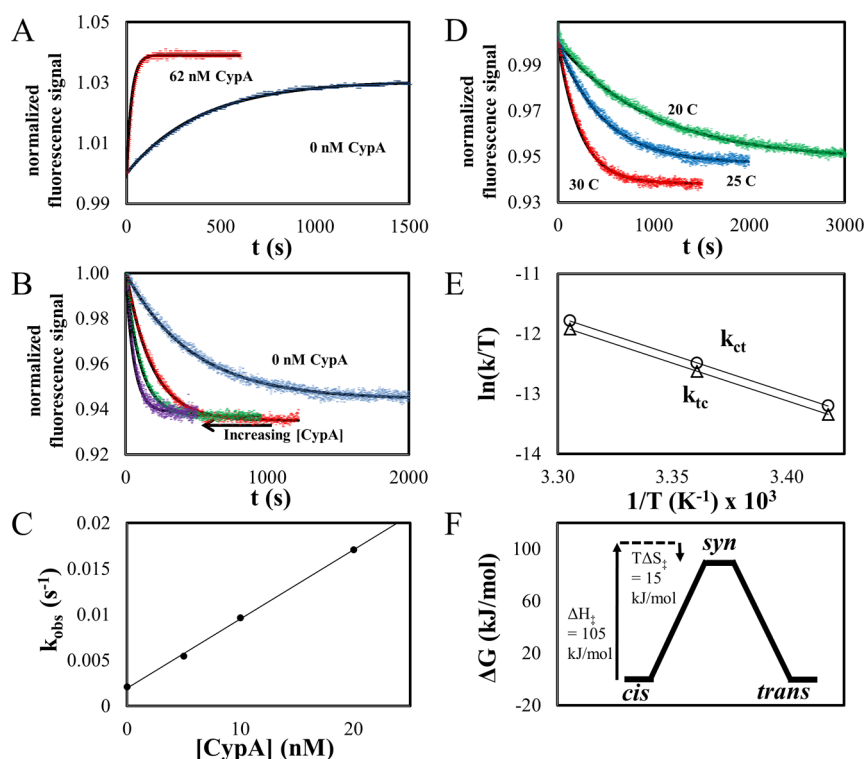 A
normalized
fluorescence signal
1.05
1.03
1.01
0.99
62 nM CypA
0 nM CypA
0
500
1000
1500
t (s)
B
normalized
fluorescence signal
1.00
0.98
0.96
0.94
0.92
0 nM CypA
Increasing [CypA]
0
1000
2000
t (s)
C
k_obs (s⁻¹)
0.02
0.015
0.01
0.005
0
0
10
20
[CypA] (nM)
D
normalized
fluorescence signal
0.99
0.97
0.95
0.93
20 C
25 C
30 C
0
1000
2000
3000
t (s)
E
ln(k/T)
-11
-12
-13
-14
k_ct
k_tc
3.30
3.35
3.40
1/T (K⁻¹) x 10³
F
ΔG (kJ/mol)
100
60
20
-20
syn
TΔS‡
= 15
kJ/mol
ΔH‡
= 105
kJ/mol
cis
trans